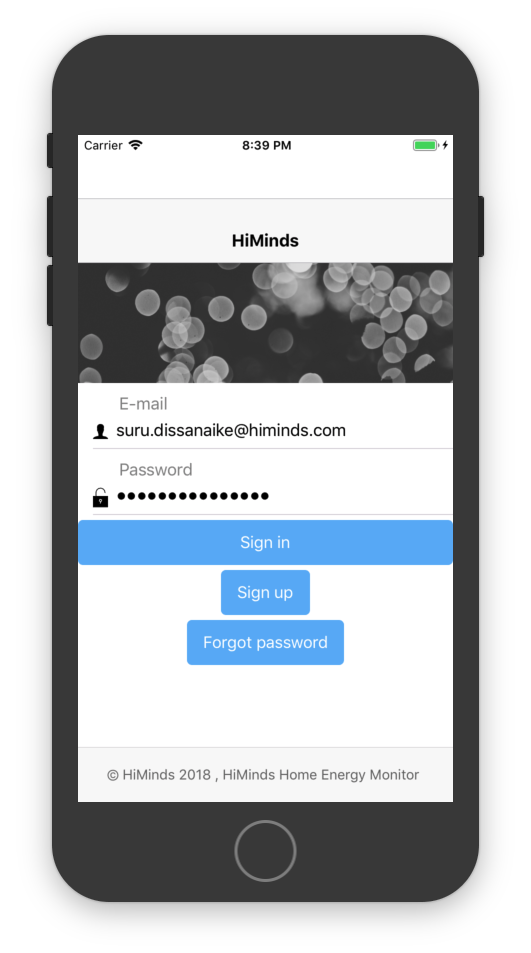 Carrier 8:39 PM
HiMinds
E-mail
suru.dissanaike@himinds.com
Password
●●●●●●●●●●●●●●●
Sign in
Sign up
Forgot password
© HiMinds 2018 , HiMinds Home Energy Monitor